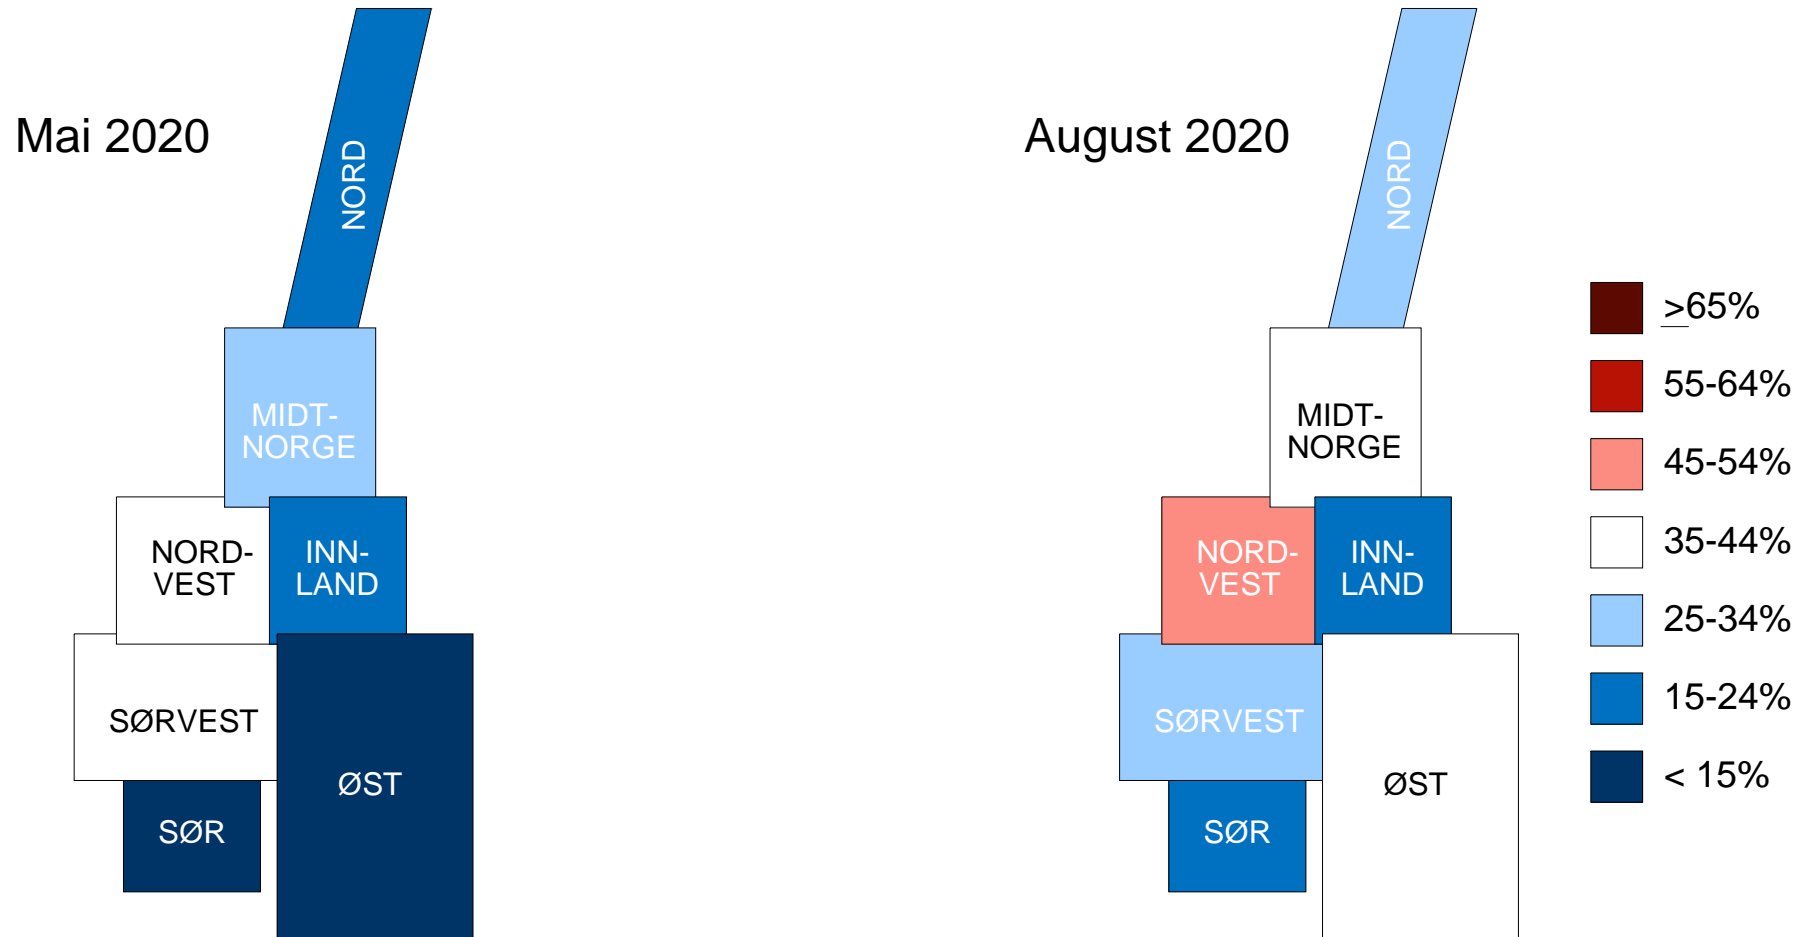 Mai 2020
NORD
MIDT-
NORGE
NORD-
VEST
INN-
LAND
SØRVEST
ØST
SØR
August 2020
NORD
MIDT-
NORGE
NORD-
VEST
INN-
LAND
SØRVEST
ØST
SØR
≥65%
55-64%
45-54%
35-44%
25-34%
15-24%
< 15%